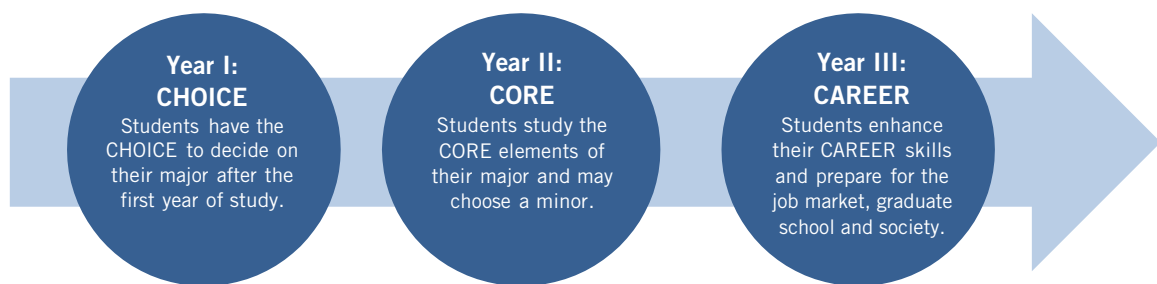 Year I:
CHOICE
Students have the
CHOICE to decide on
their major after the
first year of study.
Year II:
CORE
Students study the
CORE elements of
their major and may
choose a minor.
Year III:
CAREER
Students enhance
their CAREER skills
and prepare for the
job market, graduate
school and society.